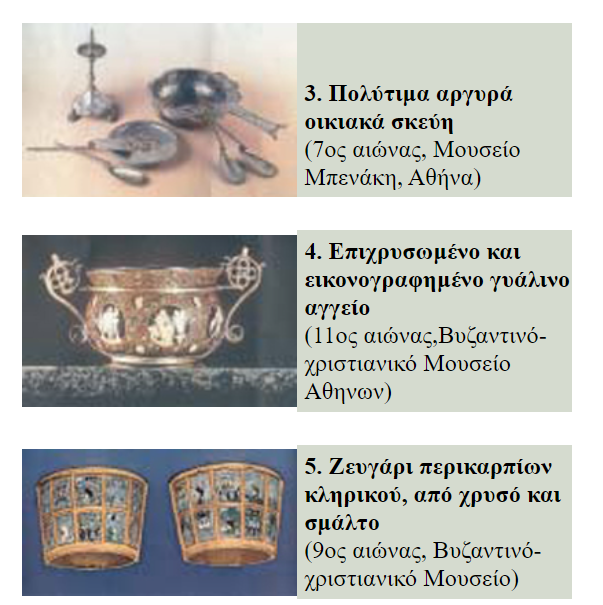 3. Πολύτιμα αργυρά
οικιακά σκεύη
(7ος αιώνας, Μουσείο
Μπενάκη, Αθήνα)
4. Επιχρυσωμένο και
εικονογραφημένο γυάλινο
αγγείο
(11ος αιώνας,Βυζαντινό-
χριστιανικό Μουσείο
Αθηνων)
5. Ζευγάρι περικαρπίων
κληρικού, από χρυσό και
σμάλτο
(9ος αιώνας, Βυζαντινό-
χριστιανικό Μουσείο)